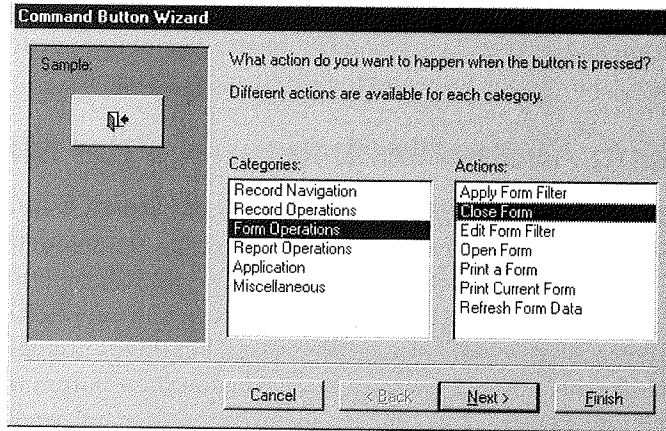 Command Button Wizard
Sample:
What action do you want to happen when the button is pressed?
Different actions are available for each category.
Categories:
Record Navigation
Record Operations
Form Operations
Report Operations
Application
Miscellaneous
Actions:
Apply Form Filter
Close Form
Edit Form Filter
Open Form
Print a Form
Print Current Form
Refresh Form Data
Cancel
< Back
Next >
Finish